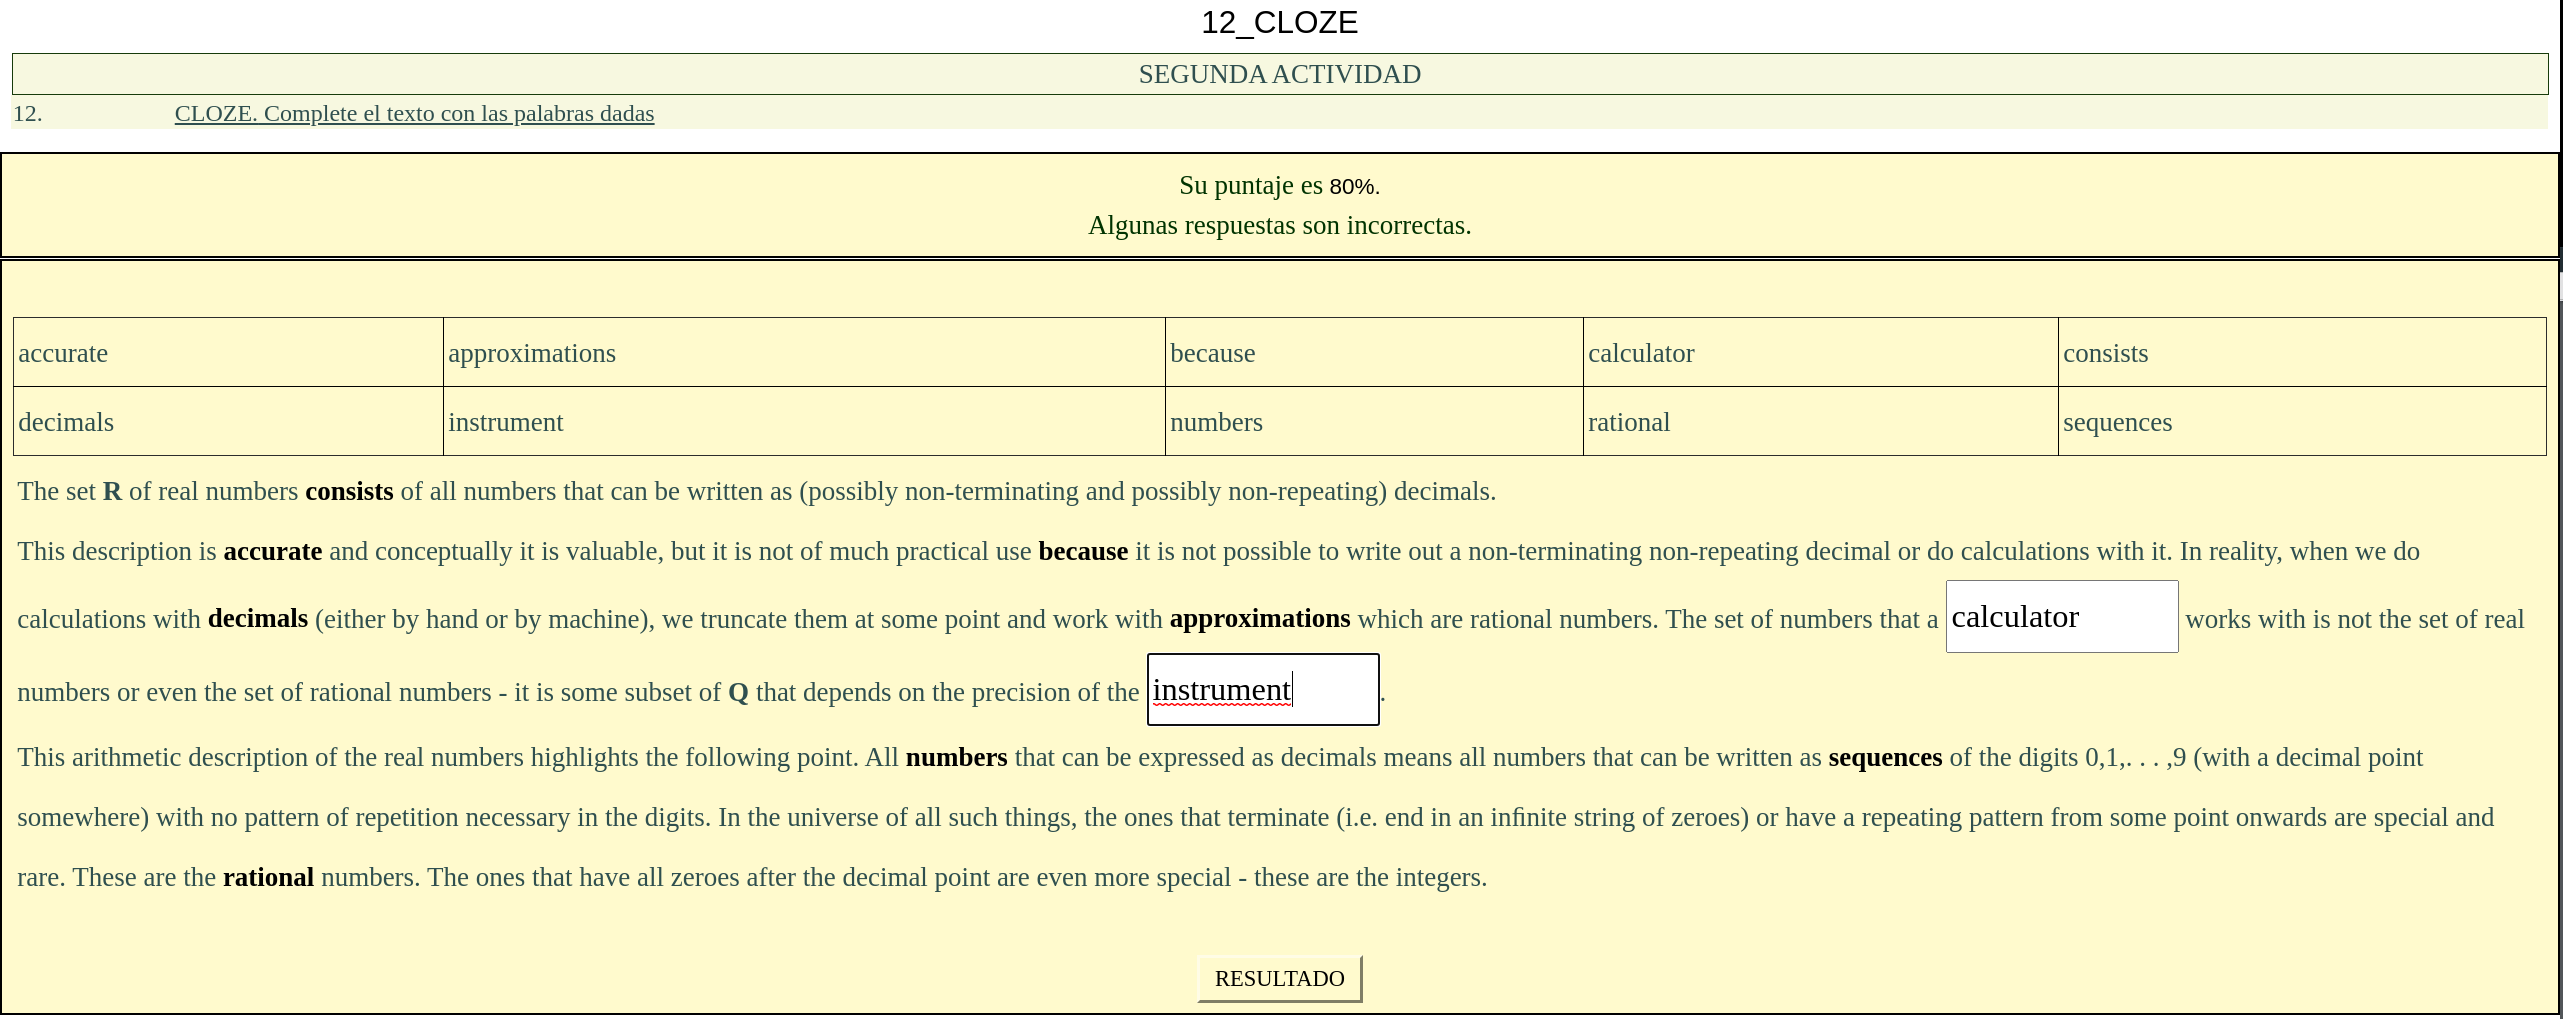 12_CLOZE
SEGUNDA ACTIVIDAD
12. CLOZE. Complete el texto con las palabras dadas
Su puntaje es 80%.
Algunas respuestas son incorrectas.
accurate approximations because calculator consists
decimals instrument numbers rational sequences
The set R of real numbers consists of all numbers that can be written as (possibly non-terminating and possibly non-repeating) decimals.
This description is accurate and conceptually it is valuable, but it is not of much practical use because it is not possible to write out a non-terminating non-repeating decimal or do calculations with it. In reality, when we do
calculations with decimals (either by hand or by machine), we truncate them at some point and work with approximations which are rational numbers. The set of numbers that a calculator works with is not the set of real
numbers or even the set of rational numbers - it is some subset of Q that depends on the precision of the instrument.
This arithmetic description of the real numbers highlights the following point. All numbers that can be expressed as decimals means all numbers that can be written as sequences of the digits 0,1,. . . ,9 (with a decimal point
somewhere) with no pattern of repetition necessary in the digits. In the universe of all such things, the ones that terminate (i.e. end in an infinite string of zeroes) or have a repeating pattern from some point onwards are special and
rare. These are the rational numbers. The ones that have all zeroes after the decimal point are even more special - these are the integers.
RESULTADO